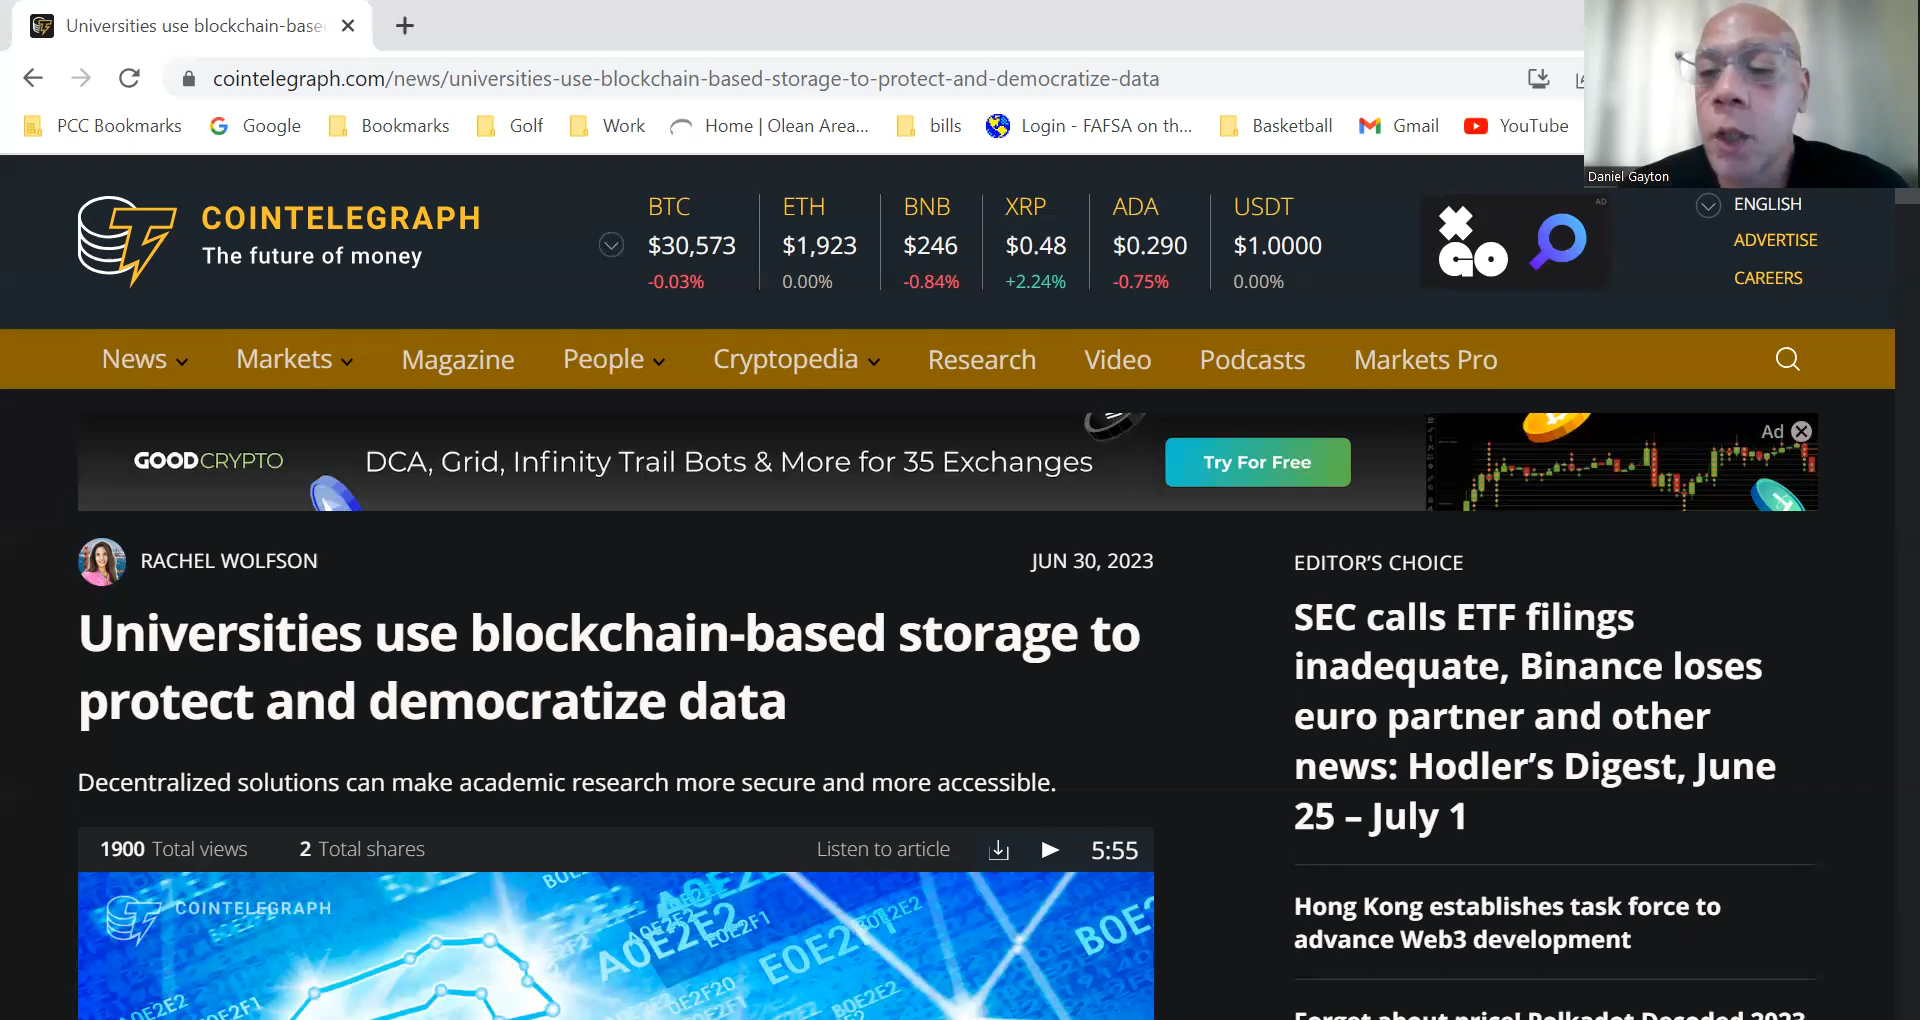 Universities use blockchain-base
cointelegraph.com/news/universities-use-blockchain-based-storage-to-protect-and-democratize-data
PCC Bookmarks Google Bookmarks Golf Work Home | Olean Area... bills Login - FAFSA on th... Basketball Gmail YouTube
Daniel Gayton
COINTELEGRAPH
The future of money
BTC ETH BNB XRP ADA USDT
$30,573 $1,923 $246 $0.48 $0.290 $1.0000
-0.03% 0.00% -0.84% +2.24% -0.75% 0.00%
AD
XGO
ENGLISH
ADVERTISE
CAREERS
News Markets Magazine People Cryptopedia Research Video Podcasts Markets Pro
GOODCRYPTO DCA, Grid, Infinity Trail Bots & More for 35 Exchanges Try For Free Ad
RACHEL WOLFSON JUN 30, 2023
Universities use blockchain-based storage to
protect and democratize data
Decentralized solutions can make academic research more secure and more accessible.
1900 Total views 2 Total shares Listen to article 5:55
COINTELEGRAPH
A0E2E2
E0E2F1
EDITOR'S CHOICE
SEC calls ETF filings
inadequate, Binance loses
euro partner and other
news: Hodler's Digest, June
25 – July 1
Hong Kong establishes task force to
advance Web3 development
Forget about price! Polkadot Decoded 2023